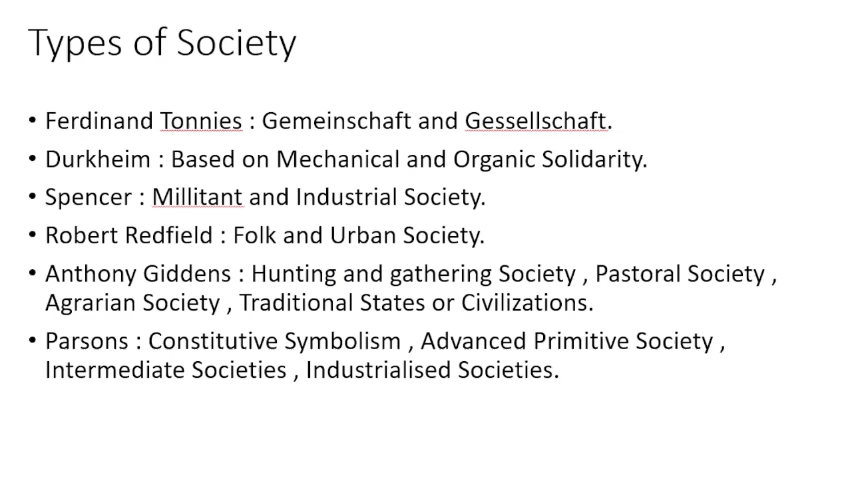 Types of Society
• Ferdinand Tonnies : Gemeinschaft and Gessellschaft.
• Durkheim : Based on Mechanical and Organic Solidarity.
• Spencer : Millitant and Industrial Society.
• Robert Redfield : Folk and Urban Society.
• Anthony Giddens : Hunting and gathering Society , Pastoral Society ,
Agrarian Society , Traditional States or Civilizations.
• Parsons : Constitutive Symbolism , Advanced Primitive Society ,
Intermediate Societies , Industrialised Societies.